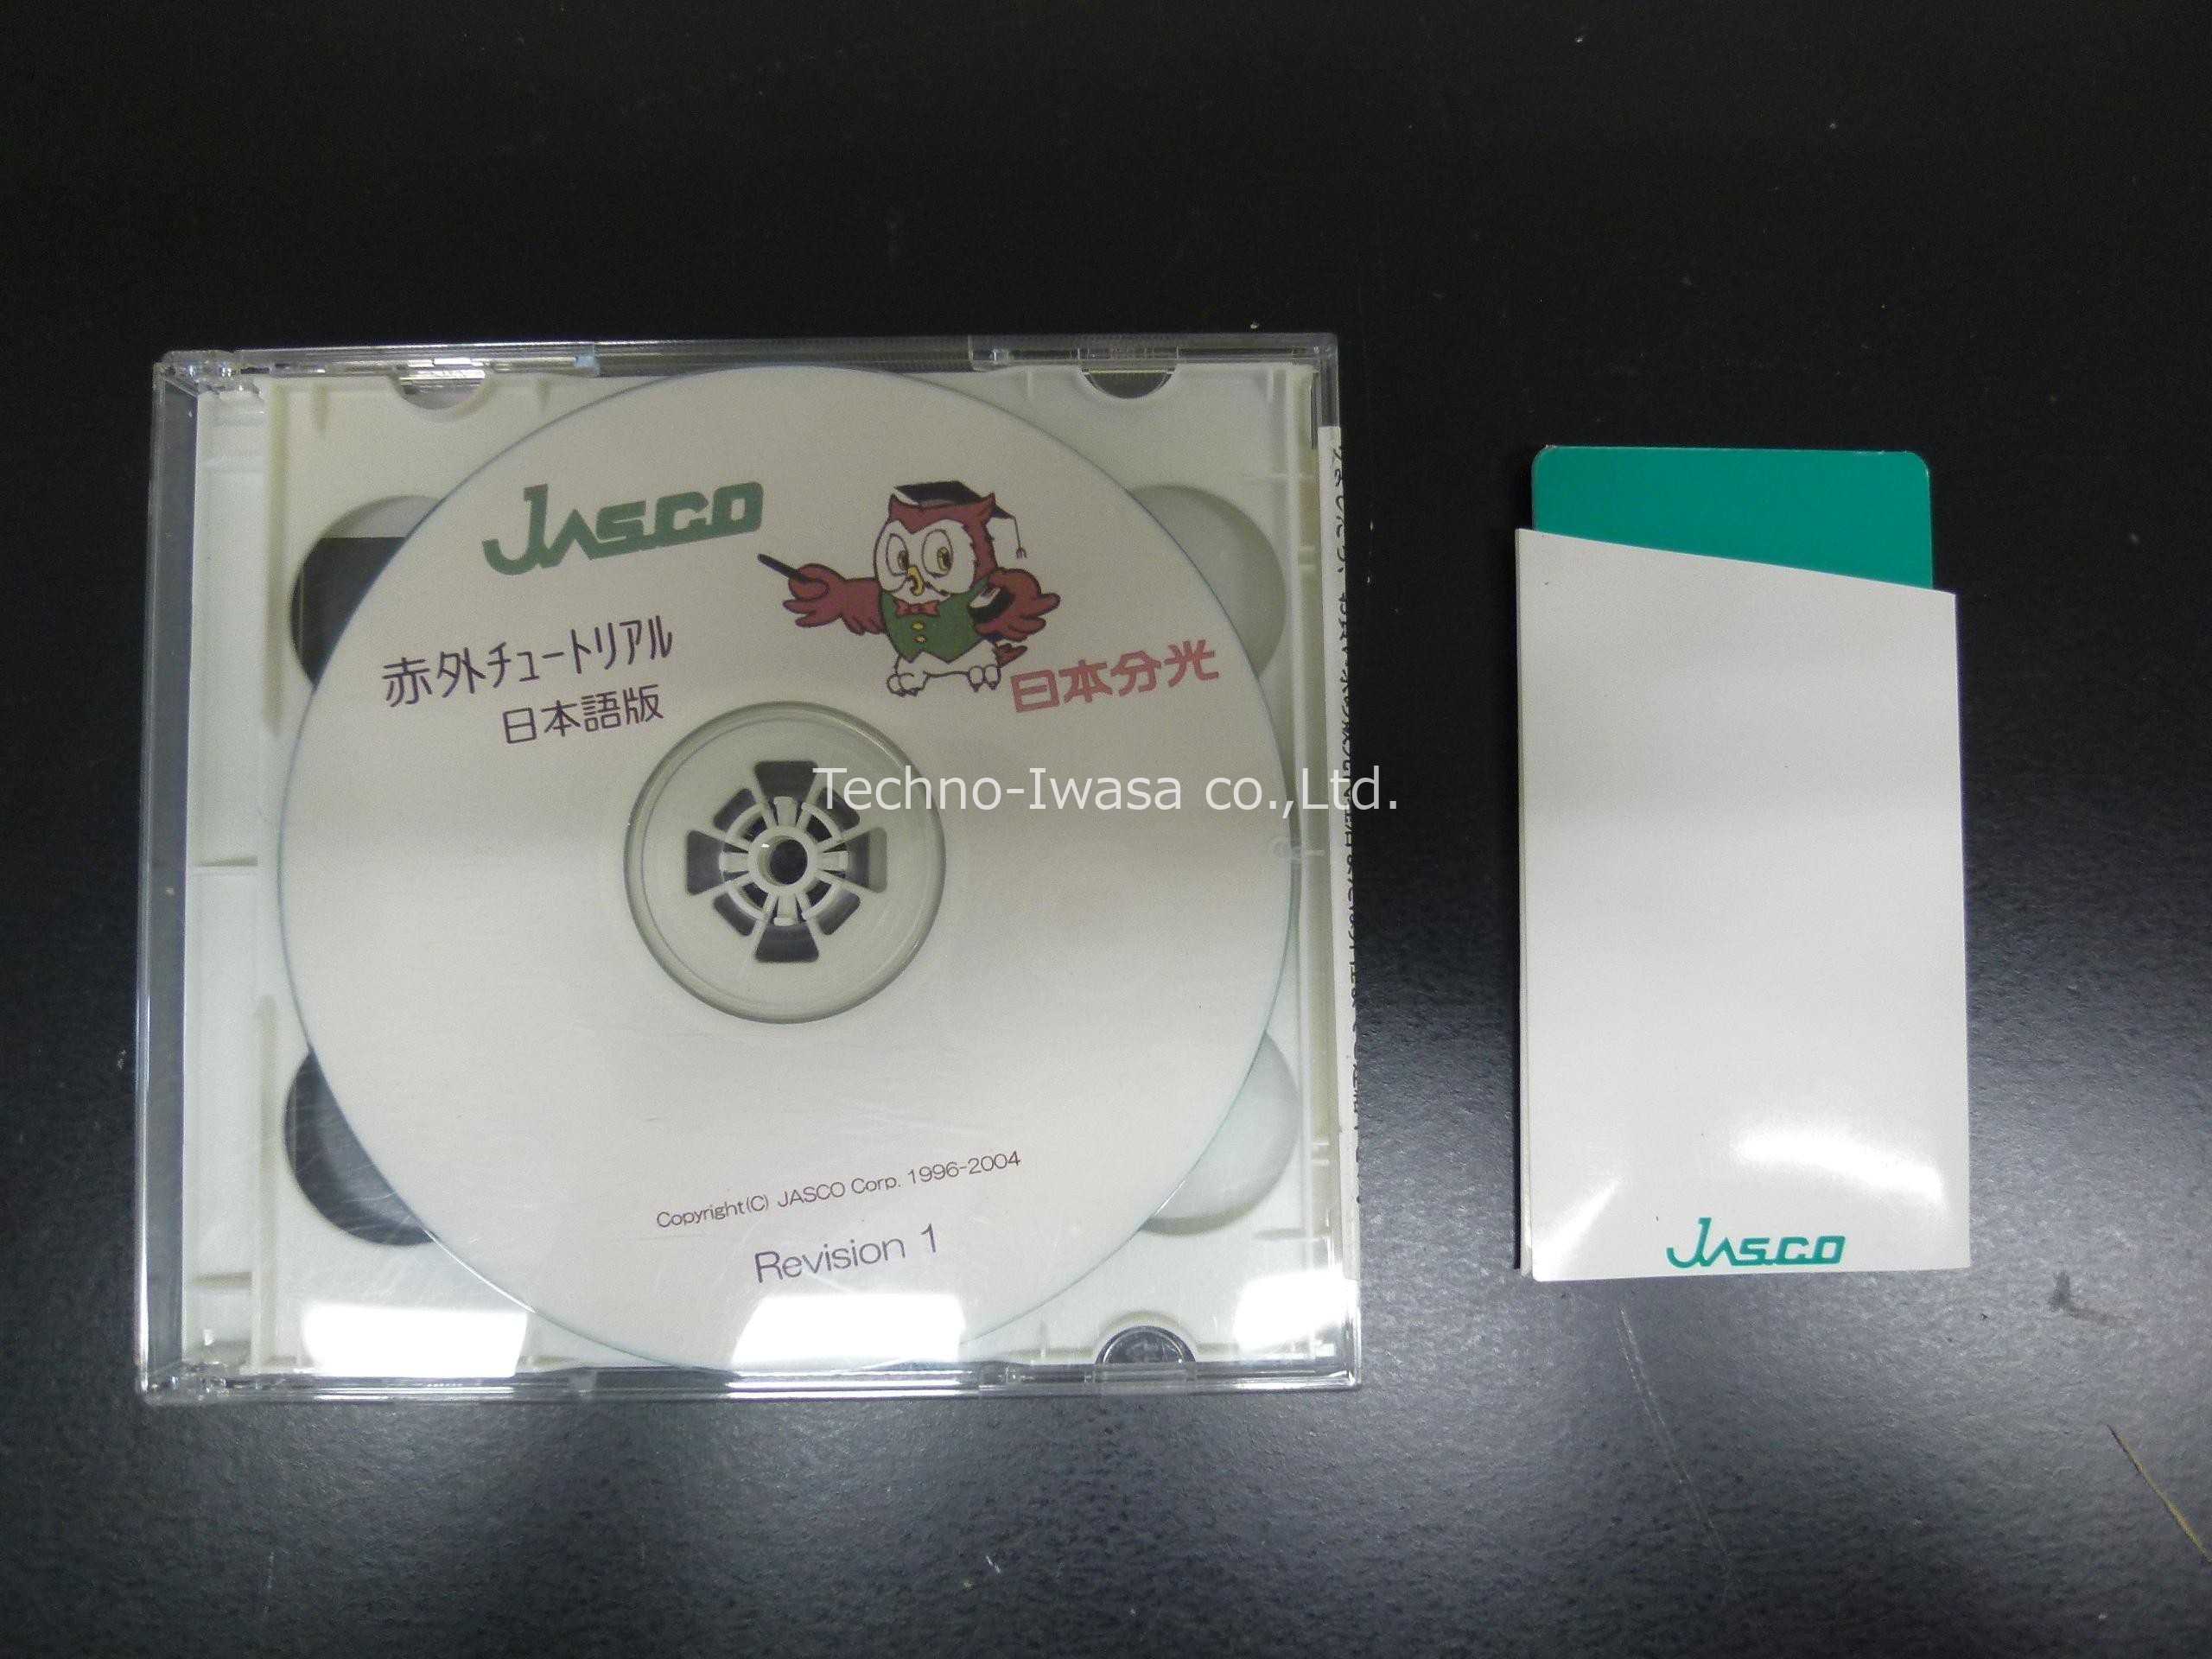 JASCO
赤外チュートリアル
日本語版
日本分光
Techno-Iwasa co.,Ltd.
Copyright(C) JASCO Corp. 1996-2004
Revision 1
JASCO